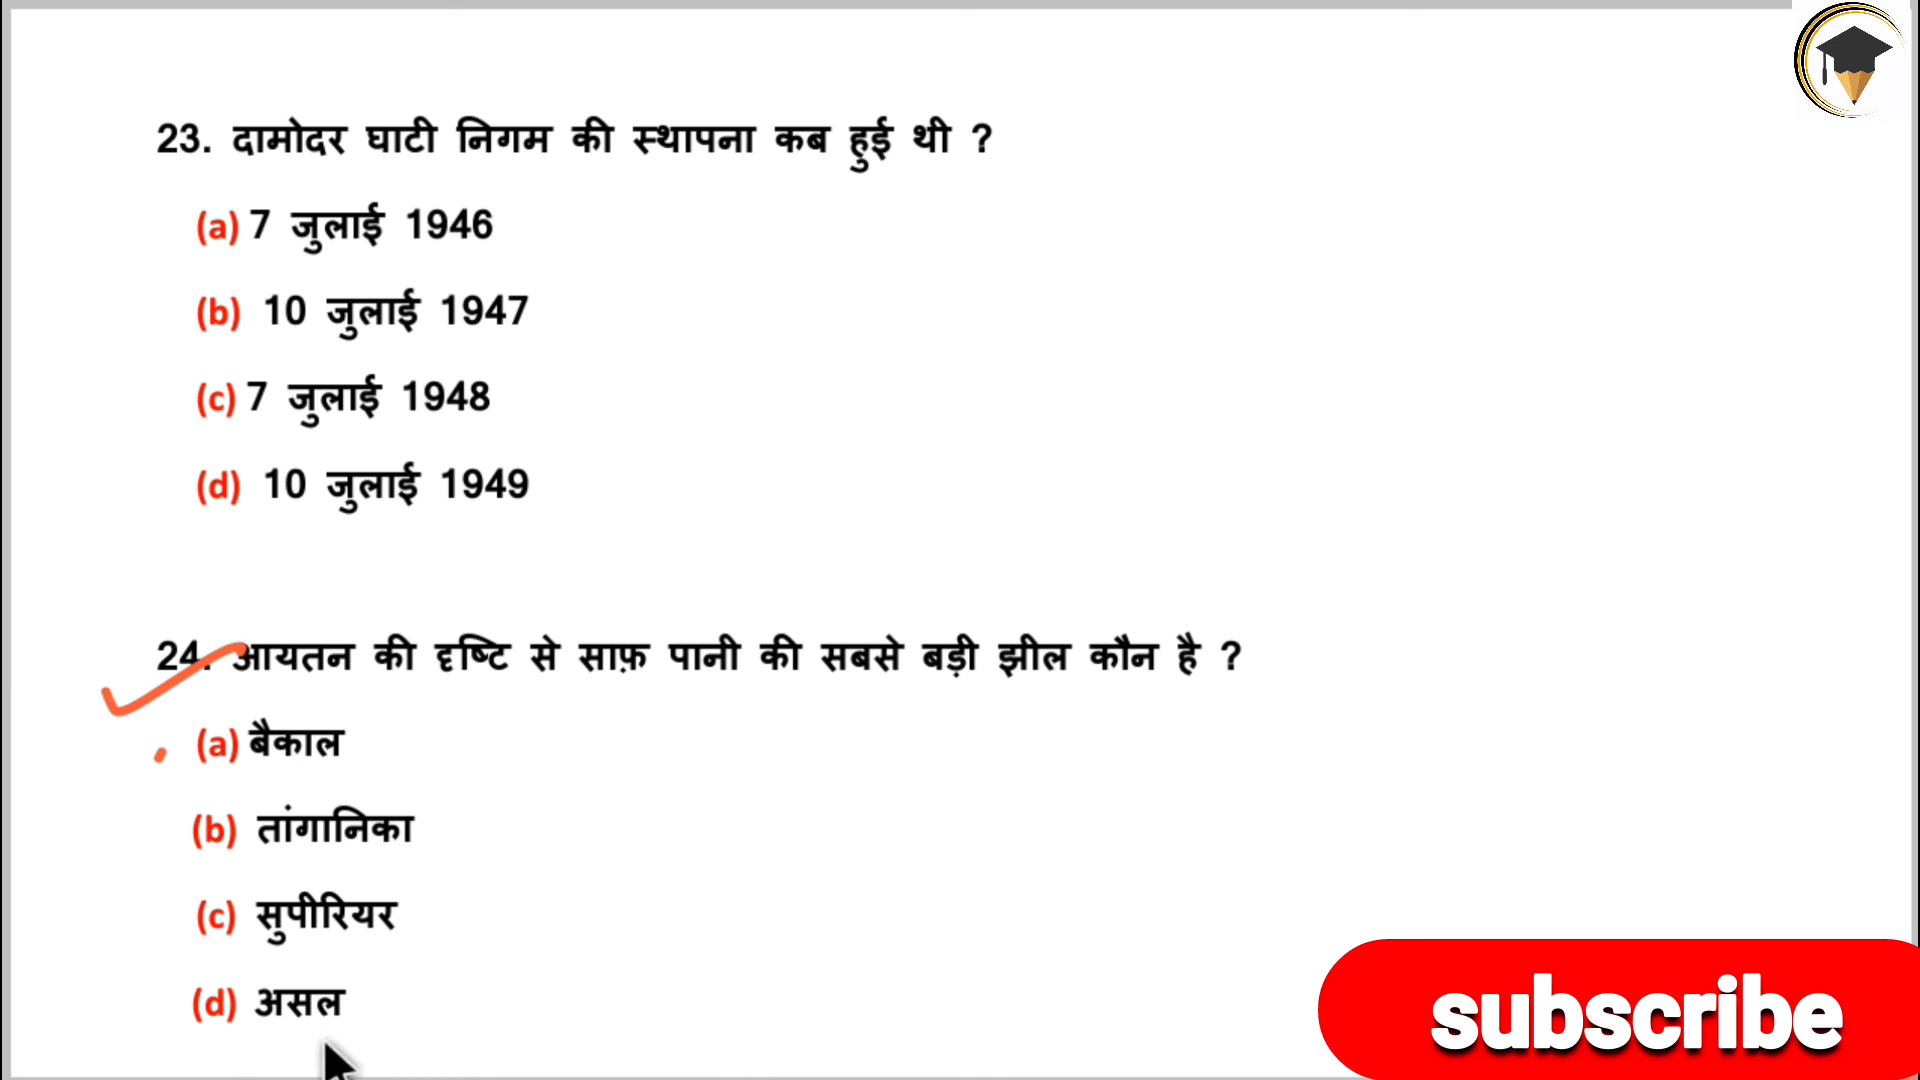 23. दामोदर घाटी निगम की स्थापना कब हुई थी ?
(a) 7 जुलाई 1946
(b) 10 जुलाई 1947
(c) 7 जुलाई 1948
(d) 10 जुलाई 1949
24. आयतन की दृष्टि से साफ़ पानी की सबसे बड़ी झील कौन है ?
(a) बैकाल
(b) तांगानिका
(c) सुपीरियर
(d) असल
subscribe